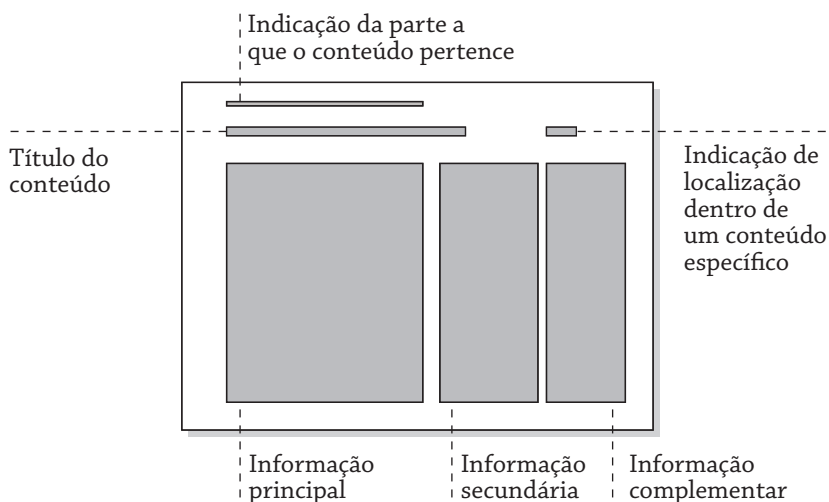 Indicação da parte a
que o conteúdo pertence
Título do
conteúdo
Indicação de
localização
dentro de
um conteúdo
específico
Informação
principal
Informação
secundária
Informação
complementar